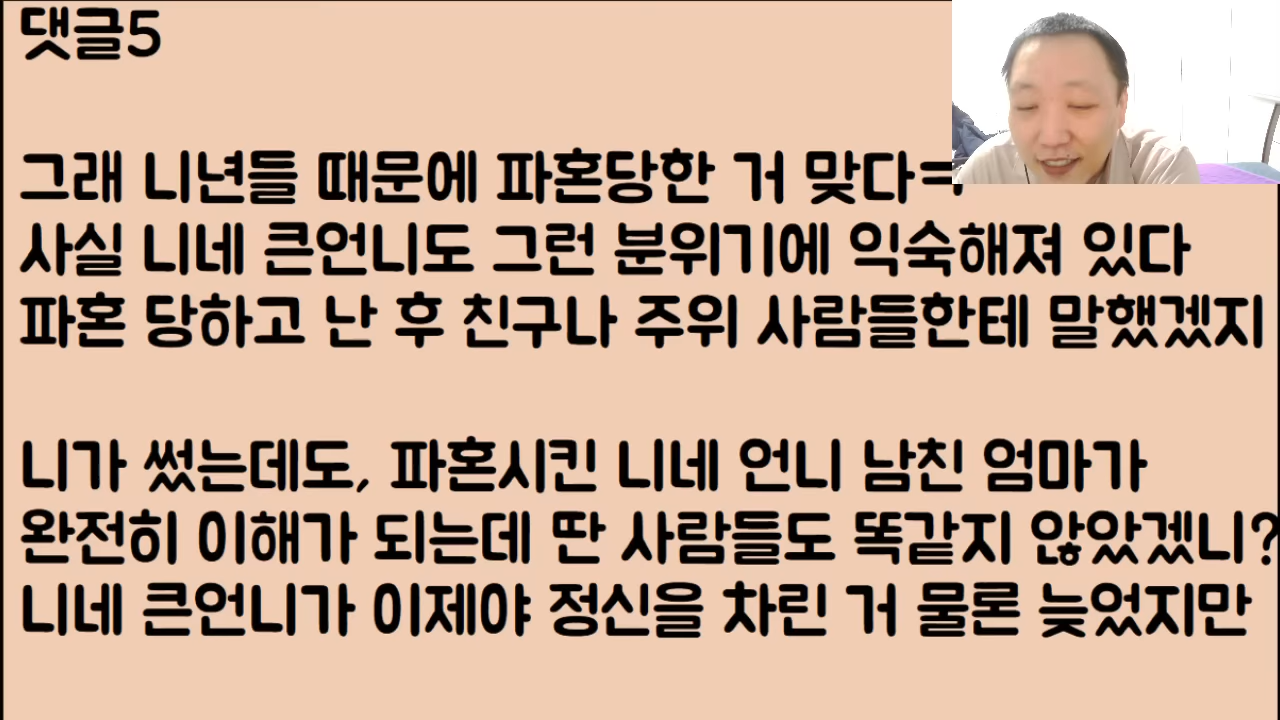 댓글5
그래 니년들 때문에 파혼당한 거 맞다ㅋ
사실 니네 큰언니도 그런 분위기에 익숙해져 있다
파혼 당하고 난 후 친구나 주위 사람들한테 말했겠지
니가 썼는데도, 파혼시킨 니네 언니 남친 엄마가
완전히 이해가 되는데 딴 사람들도 똑같지 않았겠니?
니네 큰언니가 이제야 정신을 차린 거 물론 늦었지만